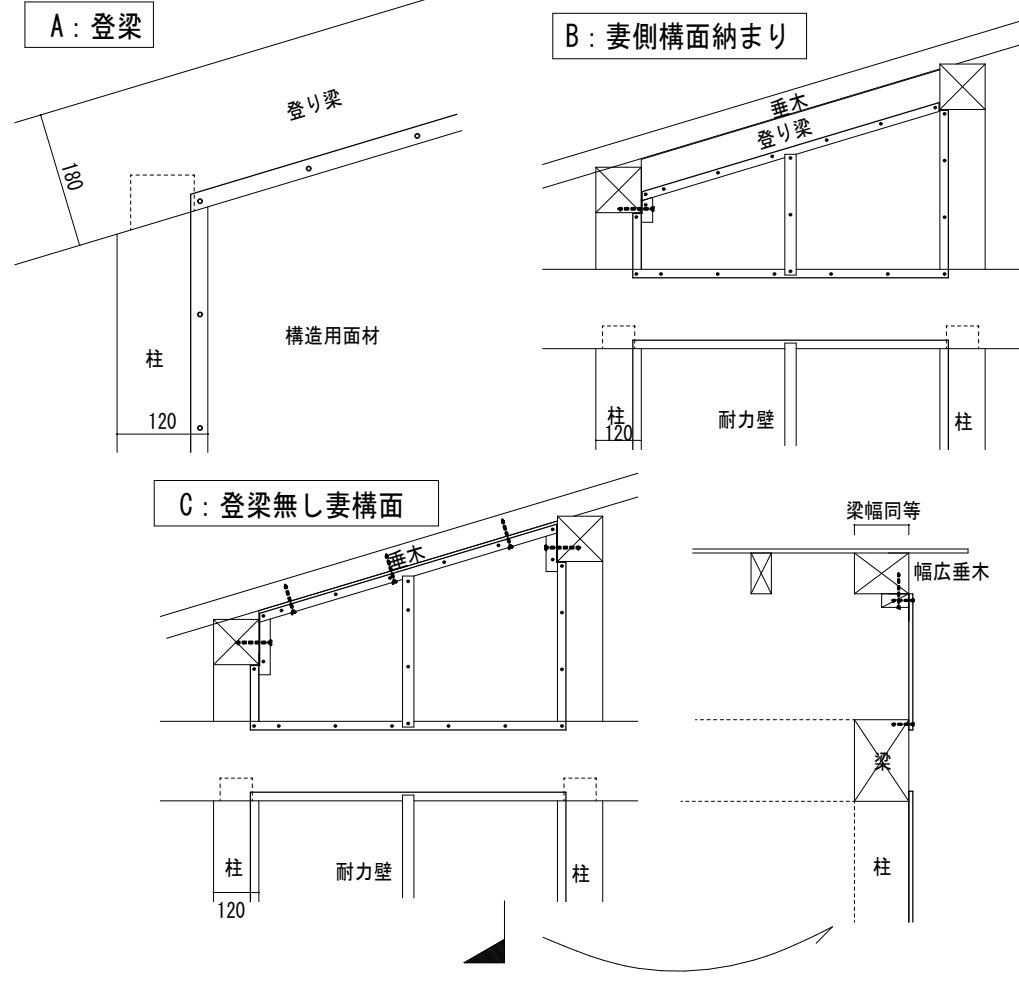 A：登梁
登り梁
180
構造用面材
柱
120
B：妻側構面納まり
垂木
登り梁
柱
120
耐力壁
柱
C：登梁無し妻構面
垂木
柱
120
耐力壁
柱
梁幅同等
幅広垂木
梁
柱